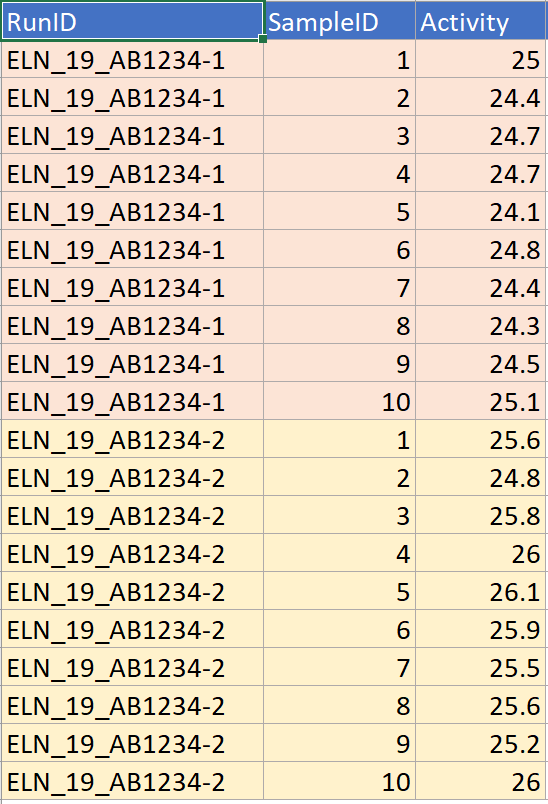 RunID SampleID Activity
ELN_19_AB1234-1 1 25
ELN_19_AB1234-1 2 24.4
ELN_19_AB1234-1 3 24.7
ELN_19_AB1234-1 4 24.7
ELN_19_AB1234-1 5 24.1
ELN_19_AB1234-1 6 24.8
ELN_19_AB1234-1 7 24.4
ELN_19_AB1234-1 8 24.3
ELN_19_AB1234-1 9 24.5
ELN_19_AB1234-1 10 25.1
ELN_19_AB1234-2 1 25.6
ELN_19_AB1234-2 2 24.8
ELN_19_AB1234-2 3 25.8
ELN_19_AB1234-2 4 26
ELN_19_AB1234-2 5 26.1
ELN_19_AB1234-2 6 25.9
ELN_19_AB1234-2 7 25.5
ELN_19_AB1234-2 8 25.6
ELN_19_AB1234-2 9 25.2
ELN_19_AB1234-2 10 26